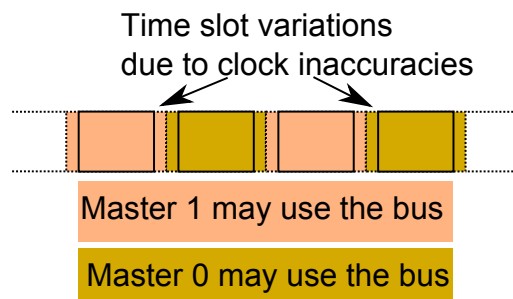 Time slot variations
due to clock inaccuracies
Master 1 may use the bus
Master 0 may use the bus